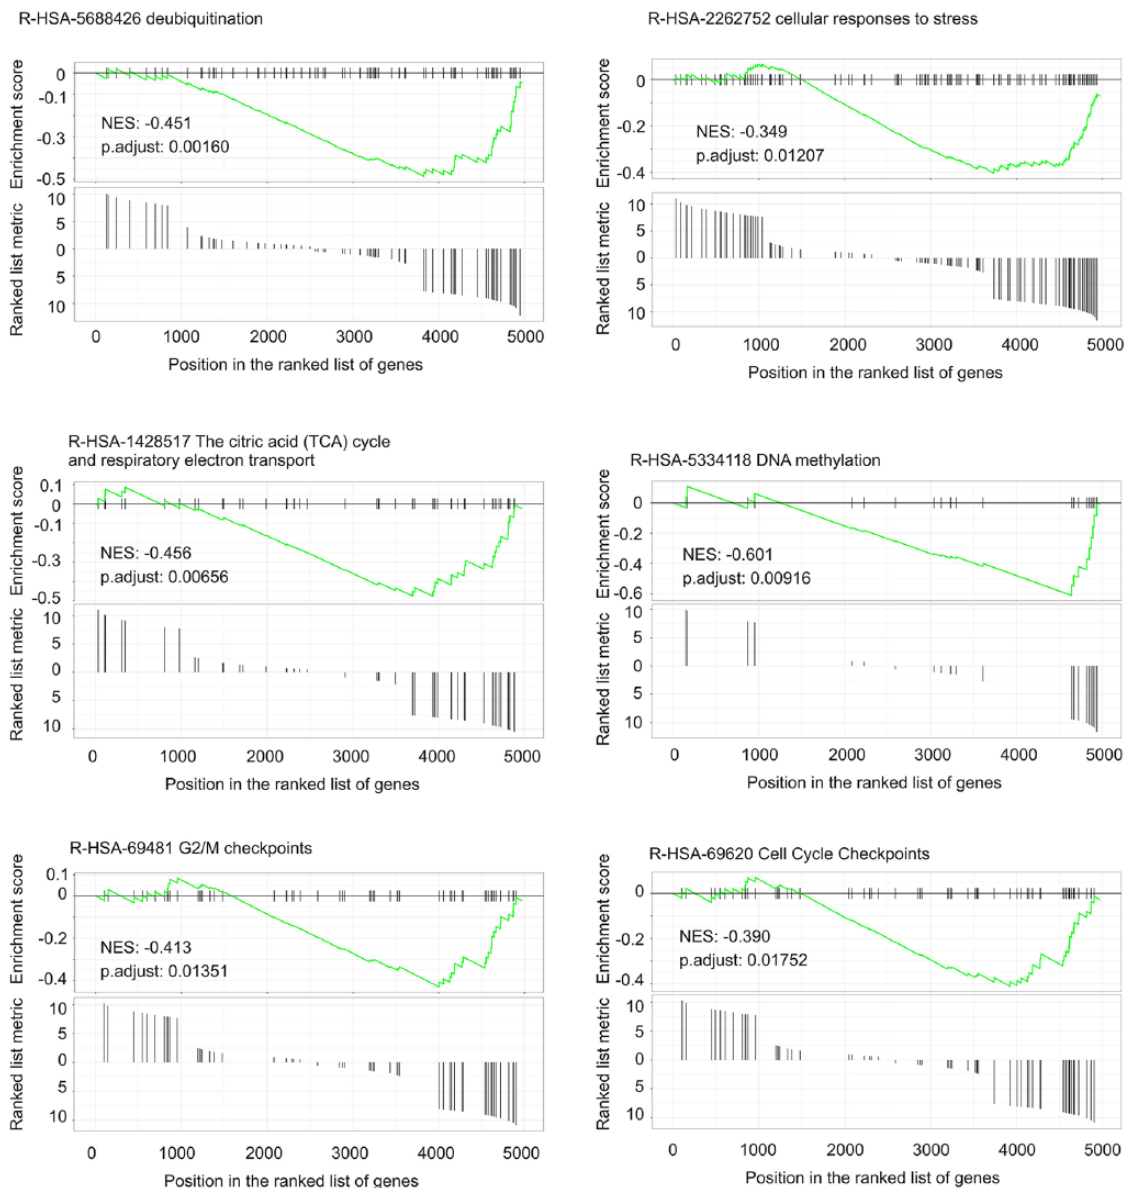 R-HSA-5688426 deubiquitination
Enrichment score
0
-0.1
-0.3
-0.5
NES: -0.451
p.adjust: 0.00160
Ranked list metric
10
5
0
5
10
0 1000 2000 3000 4000 5000
Position in the ranked list of genes
R-HSA-2262752 cellular responses to stress
Enrichment score
0
-0.2
-0.4
NES: -0.349
p.adjust: 0.01207
Ranked list metric
10
5
0
5
10
0 1000 2000 3000 4000 5000
Position in the ranked list of genes
R-HSA-1428517 The citric acid (TCA) cycle
and respiratory electron transport
Enrichment score
0.1
0
-0.1
-0.3
-0.5
NES: -0.456
p.adjust: 0.00656
Ranked list metric
10
5
0
5
10
0 1000 2000 3000 4000 5000
Position in the ranked list of genes
R-HSA-5334118 DNA methylation
Enrichment score
0
-0.2
-0.4
-0.6
NES: -0.601
p.adjust: 0.00916
Ranked list metric
10
5
0
5
10
0 1000 2000 3000 4000 5000
Position in the ranked list of genes
R-HSA-69481 G2/M checkpoints
Enrichment score
0.1
0
-0.2
-0.4
NES: -0.413
p.adjust: 0.01351
Ranked list metric
10
5
0
5
10
0 1000 2000 3000 4000 5000
Position in the ranked list of genes
R-HSA-69620 Cell Cycle Checkpoints
Enrichment score
0
-0.2
-0.4
NES: -0.390
p.adjust: 0.01752
Ranked list metric
10
5
0
5
10
0 1000 2000 3000 4000 5000
Position in the ranked list of genes